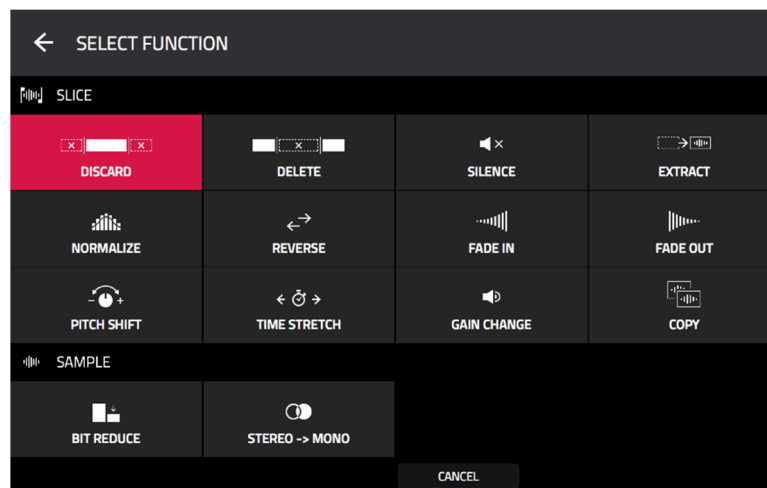 SELECT FUNCTION
SLICE
DISCARD
DELETE
SILENCE
EXTRACT
NORMALIZE
REVERSE
FADE IN
FADE OUT
PITCH SHIFT
TIME STRETCH
GAIN CHANGE
COPY
SAMPLE
BIT REDUCE
STEREO -> MONO
CANCEL